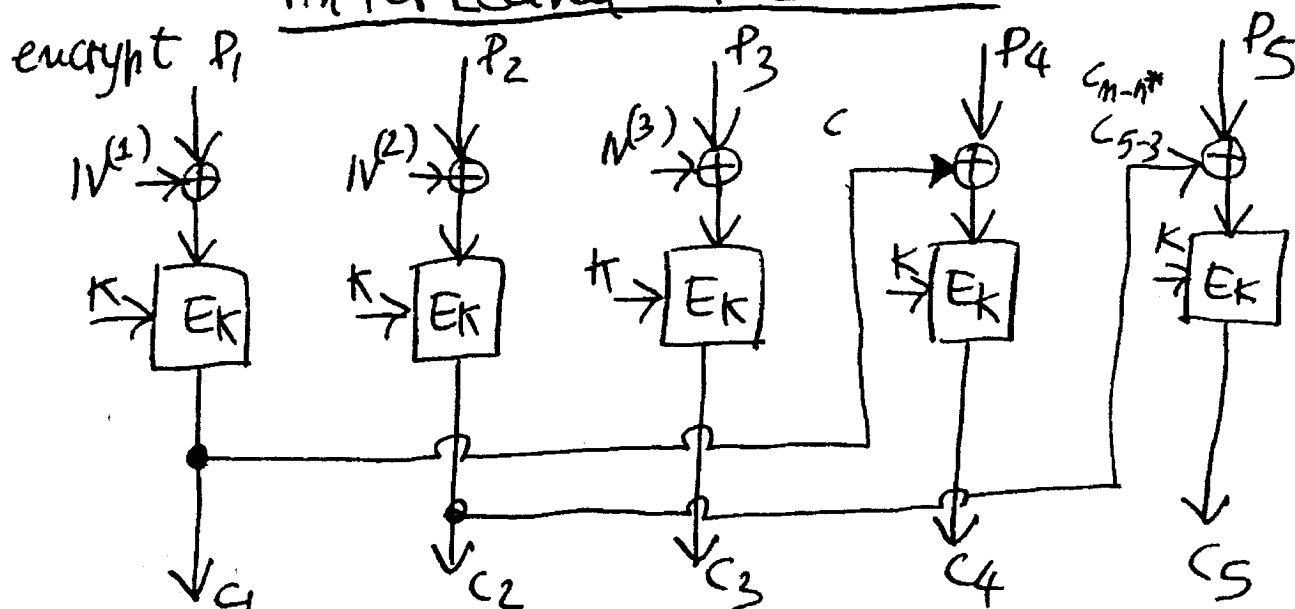 encrypt P1 P2 P3 P4 P5
Cn-n*
IV(1) IV(2) IV(3) C C5-3
K EK K EK K EK K EK K EK
C1 C2 C3 C4 C5